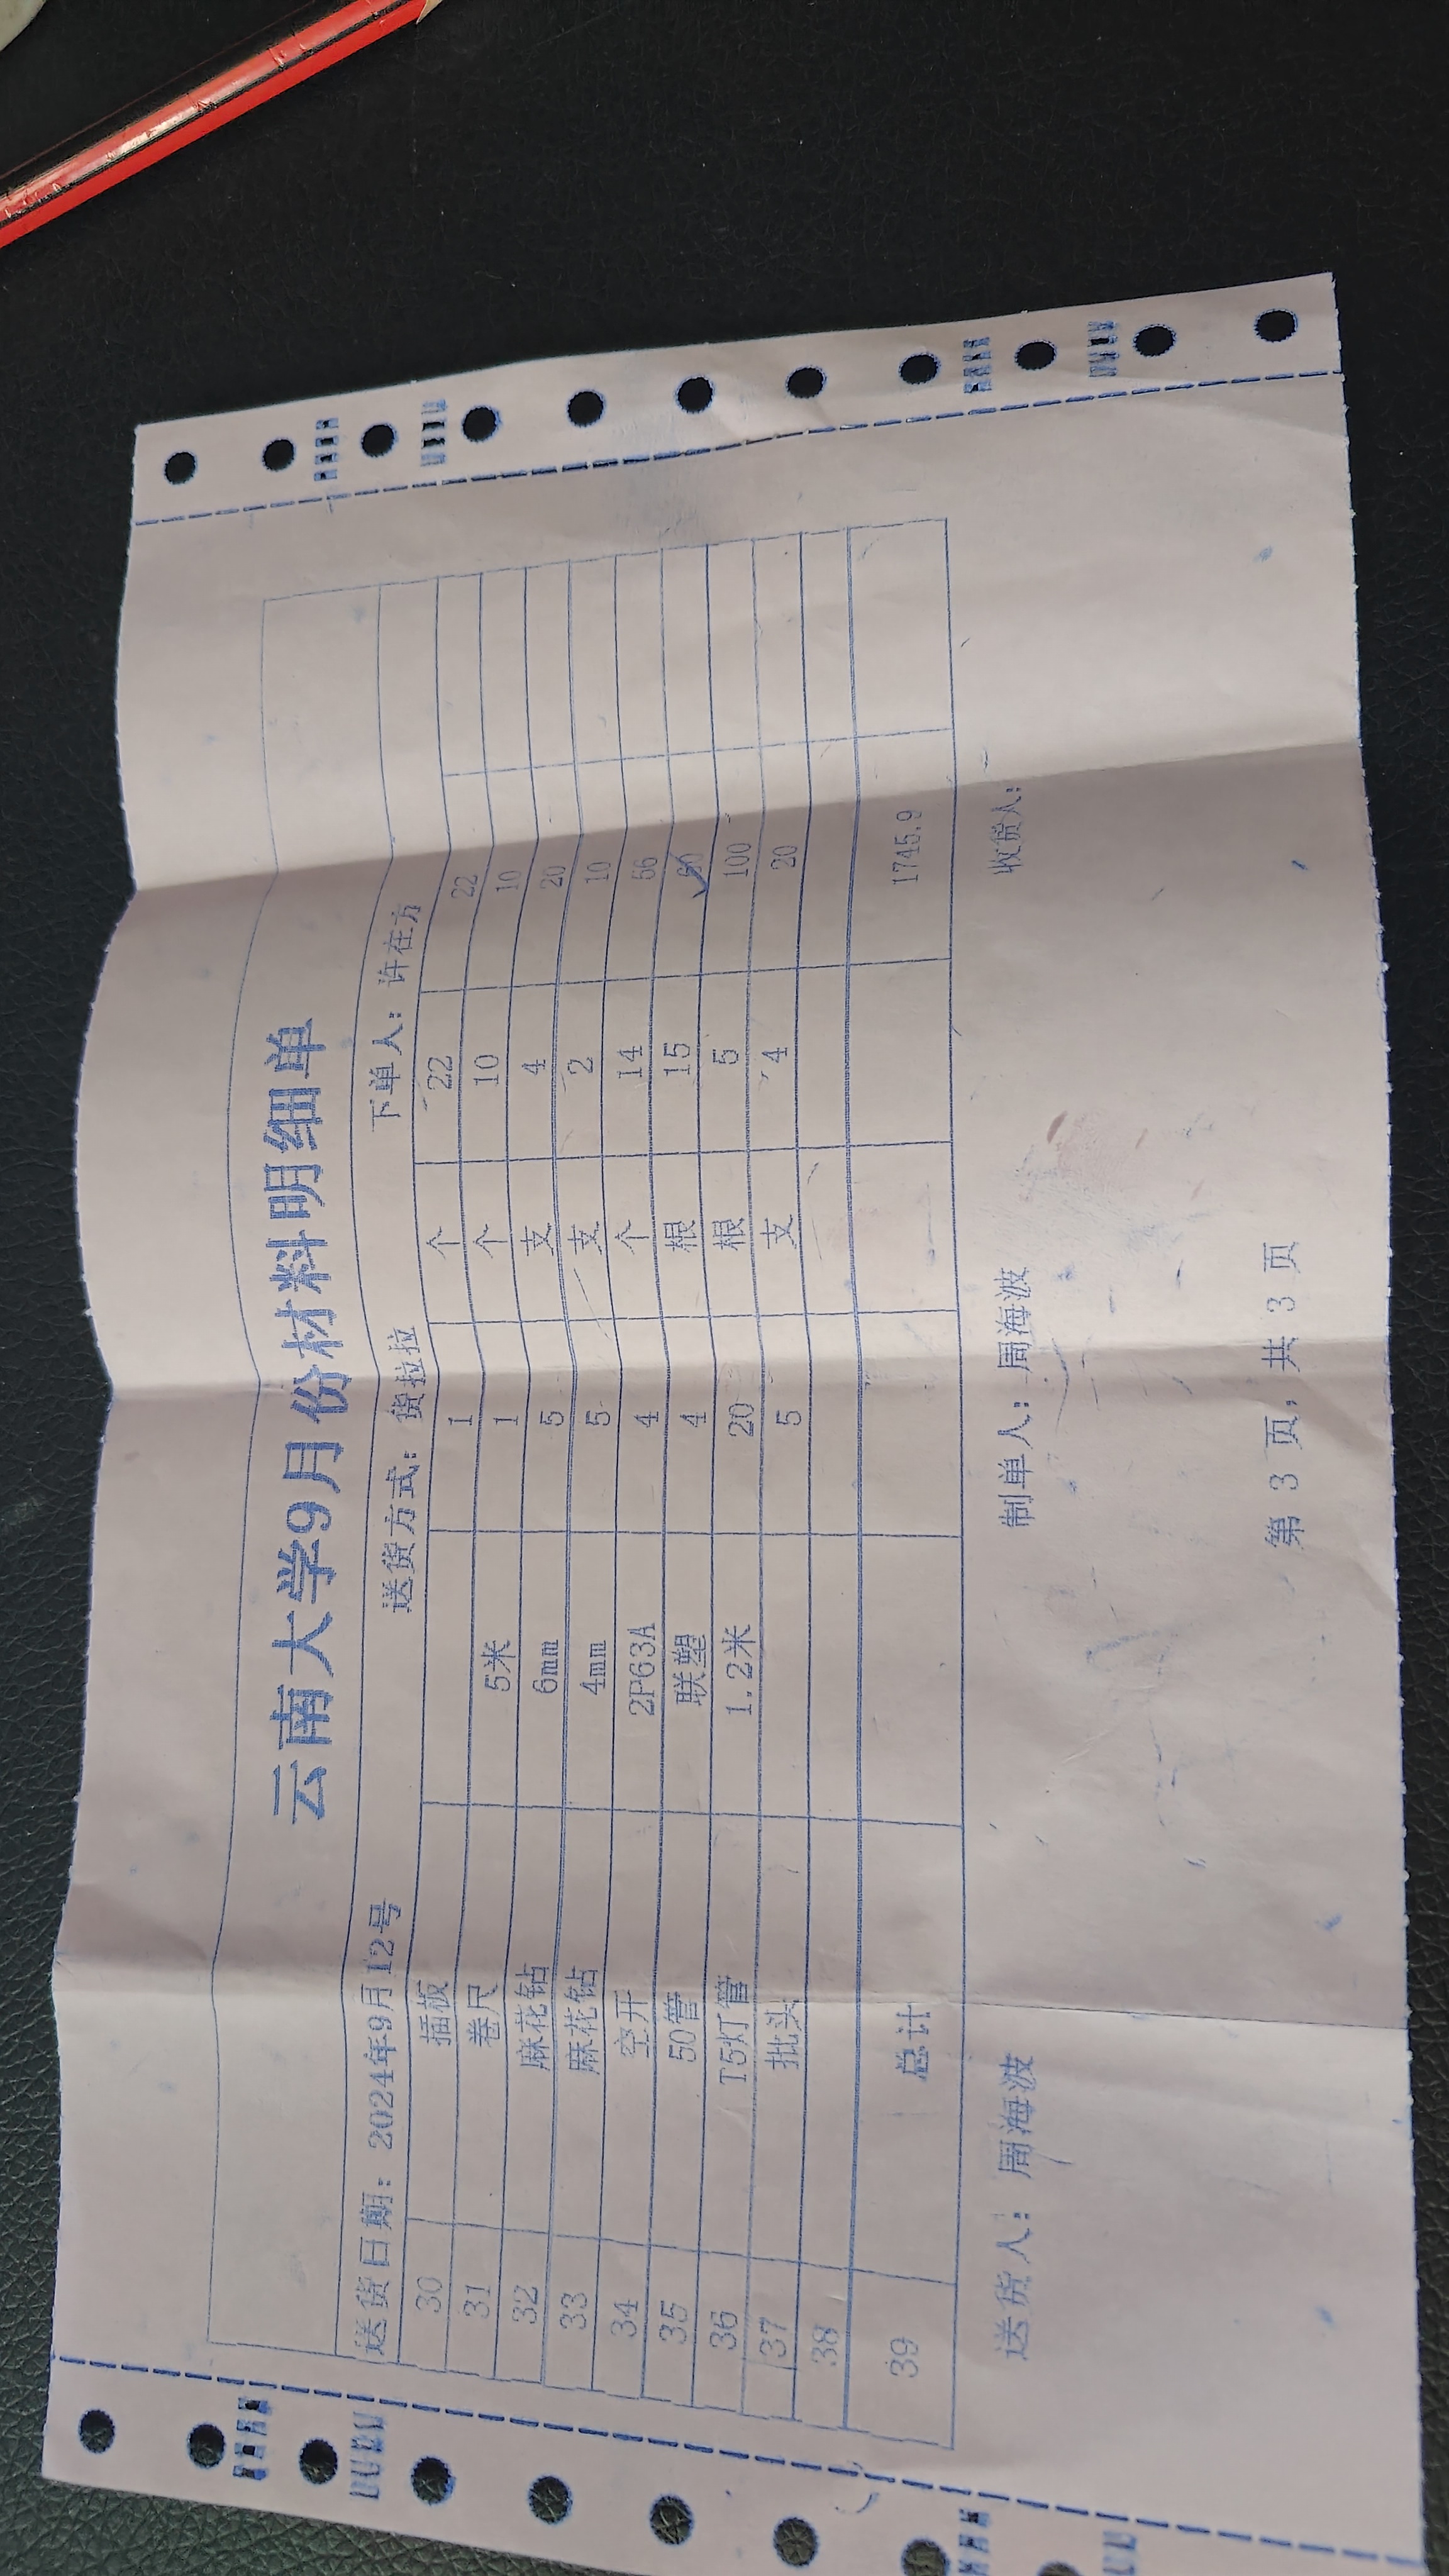 云南大学9月份材料明细单
送货日期：2024年9月12号 送货方式：货拉拉 下单人：许在方
30 插板 1 个 22 22
31 卷尺 5米 1 个 10 10
32 麻花钻 6mm 5 支 4 20
33 麻花钻 4mm 5 支 2 10
34 空开 2P63A 4 个 14 56
35 50管 联塑 4 根 15 60
36 T5灯管 1.2米 20 根 5 100
37 批头 5 支 4 20
38
39 总计 1745.9
送货人：周海波 制单人：周海波 收货人：
第 3 页，共 3 页